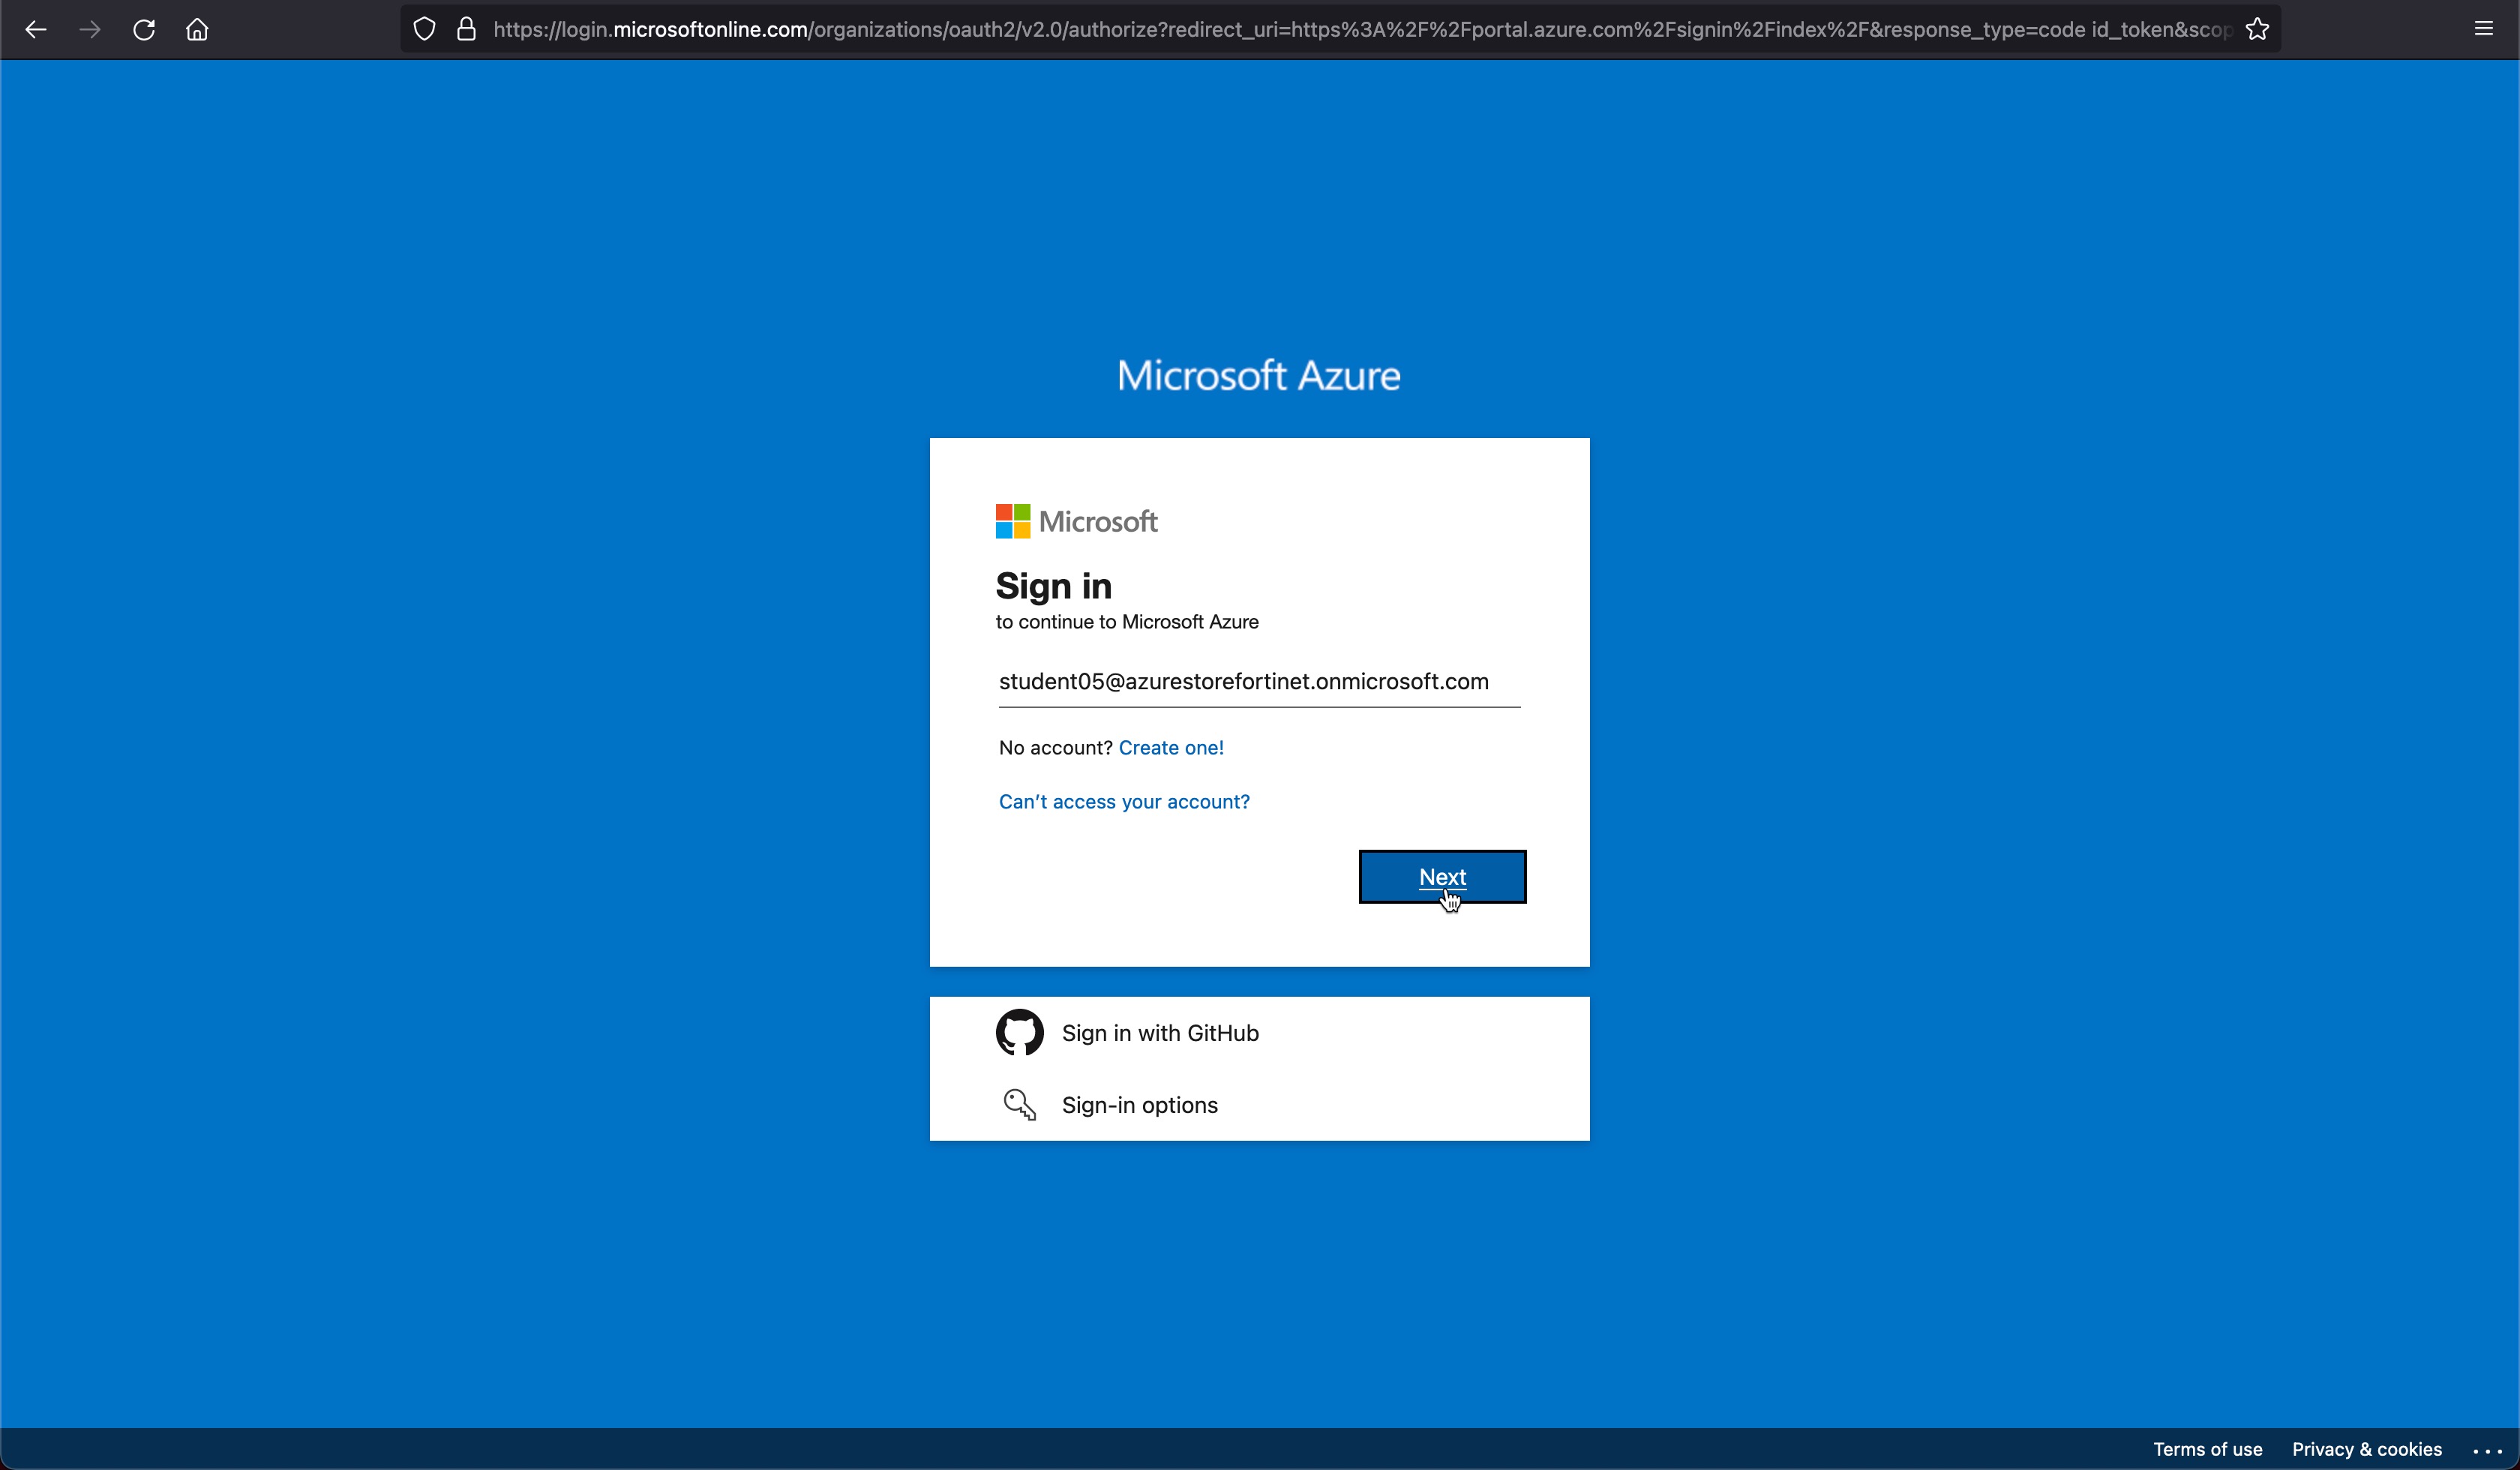 https://login.microsoftonline.com/organizations/oauth2/v2.0/authorize?redirect_uri=https%3A%2F%2Fportal.azure.com%2Fsignin%2Findex%2F&response_type=code id_token&scop
Microsoft Azure
Microsoft
Sign in
to continue to Microsoft Azure
student05@azurestorefortinet.onmicrosoft.com
No account? Create one!
Can't access your account?
Next
Sign in with GitHub
Sign-in options
Terms of use Privacy & cookies ...